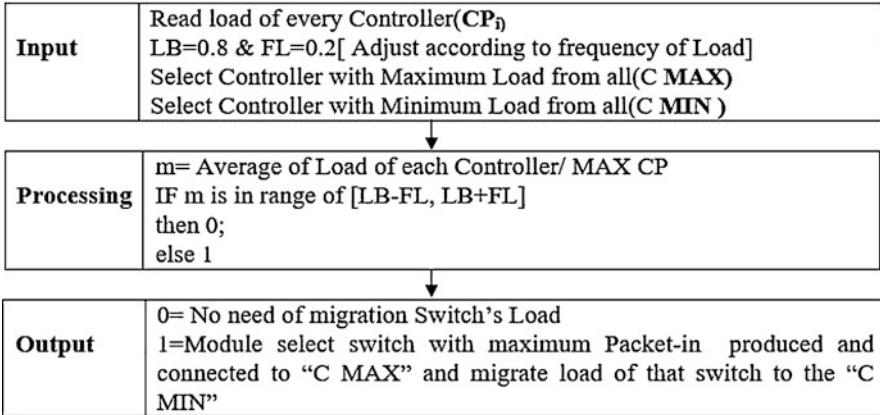 Input
Read load of every Controller(CPi)
LB=0.8 & FL=0.2[ Adjust according to frequency of Load]
Select Controller with Maximum Load from all(C MAX)
Select Controller with Minimum Load from all(C MIN )
Processing
m= Average of Load of each Controller/ MAX CP
IF m is in range of [LB-FL, LB+FL]
then 0;
else 1
Output
0= No need of migration Switch’s Load
1=Module select switch with maximum Packet-in produced and
connected to “C MAX” and migrate load of that switch to the “C
MIN”